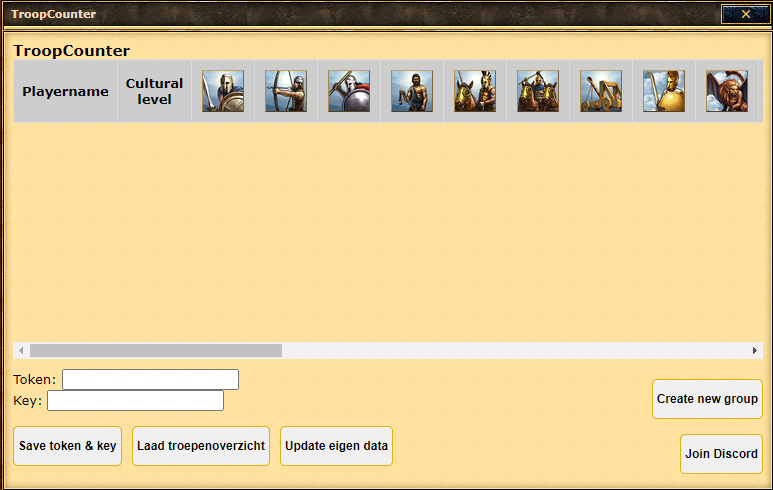 TroopCounter
TroopCounter
Playername
Cultural
level
Token:
Key:
Create new group
Save token & key
Laad troepenoverzicht
Update eigen data
Join Discord